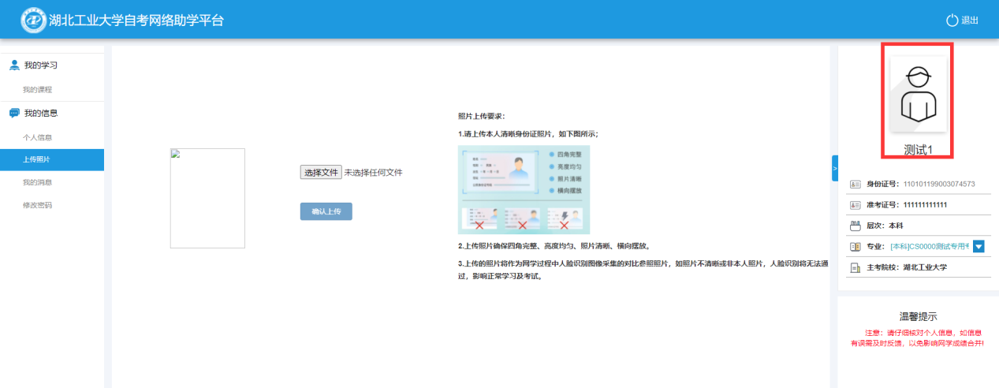 湖北工业大学自考网络助学平台
退出
我的学习
我的课程
我的信息
个人信息
上传照片
我的消息
修改密码
选择文件 未选择任何文件
确认上传
照片上传要求：
1.请上传本人清晰身份证照片，如下图所示；
四角完整
亮度均匀
照片清晰
横向摆放
2.上传照片确保四角完整、亮度均匀、照片清晰、横向摆放。
3.上传的照片将作为网学过程中人脸识别图像采集的对比参照照片，如照片不清晰或非本人照片，人脸识别将无法通
过，影响正常学习及考试。
>
测试1
身份证号：110101199003074573
准考证号：111111111111
层次：本科
专业：[本科]CS0000测试专用专
主考院校：湖北工业大学
温馨提示
注意：请仔细核对个人信息，如信息
有误需及时反馈，以免影响网学成绩合并!